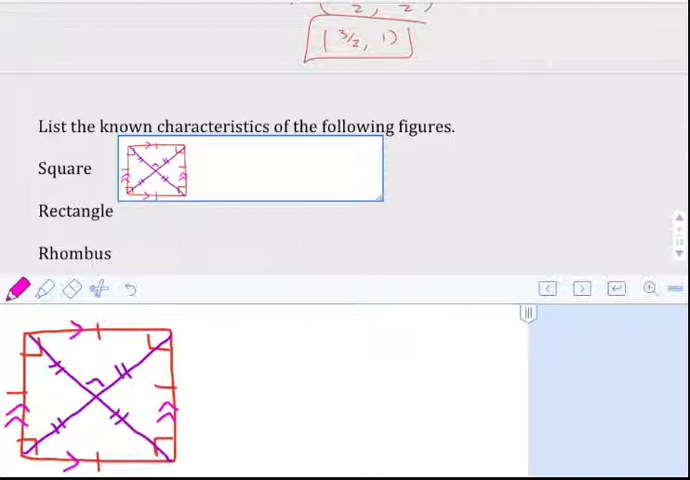 (3/2, 1)
List the known characteristics of the following figures.
Square
Rectangle
Rhombus